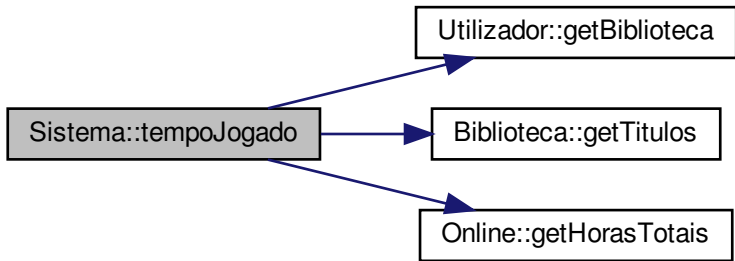 Utilizador::getBiblioteca
Sistema::tempoJogado
Biblioteca::getTitulos
Online::getHorasTotais